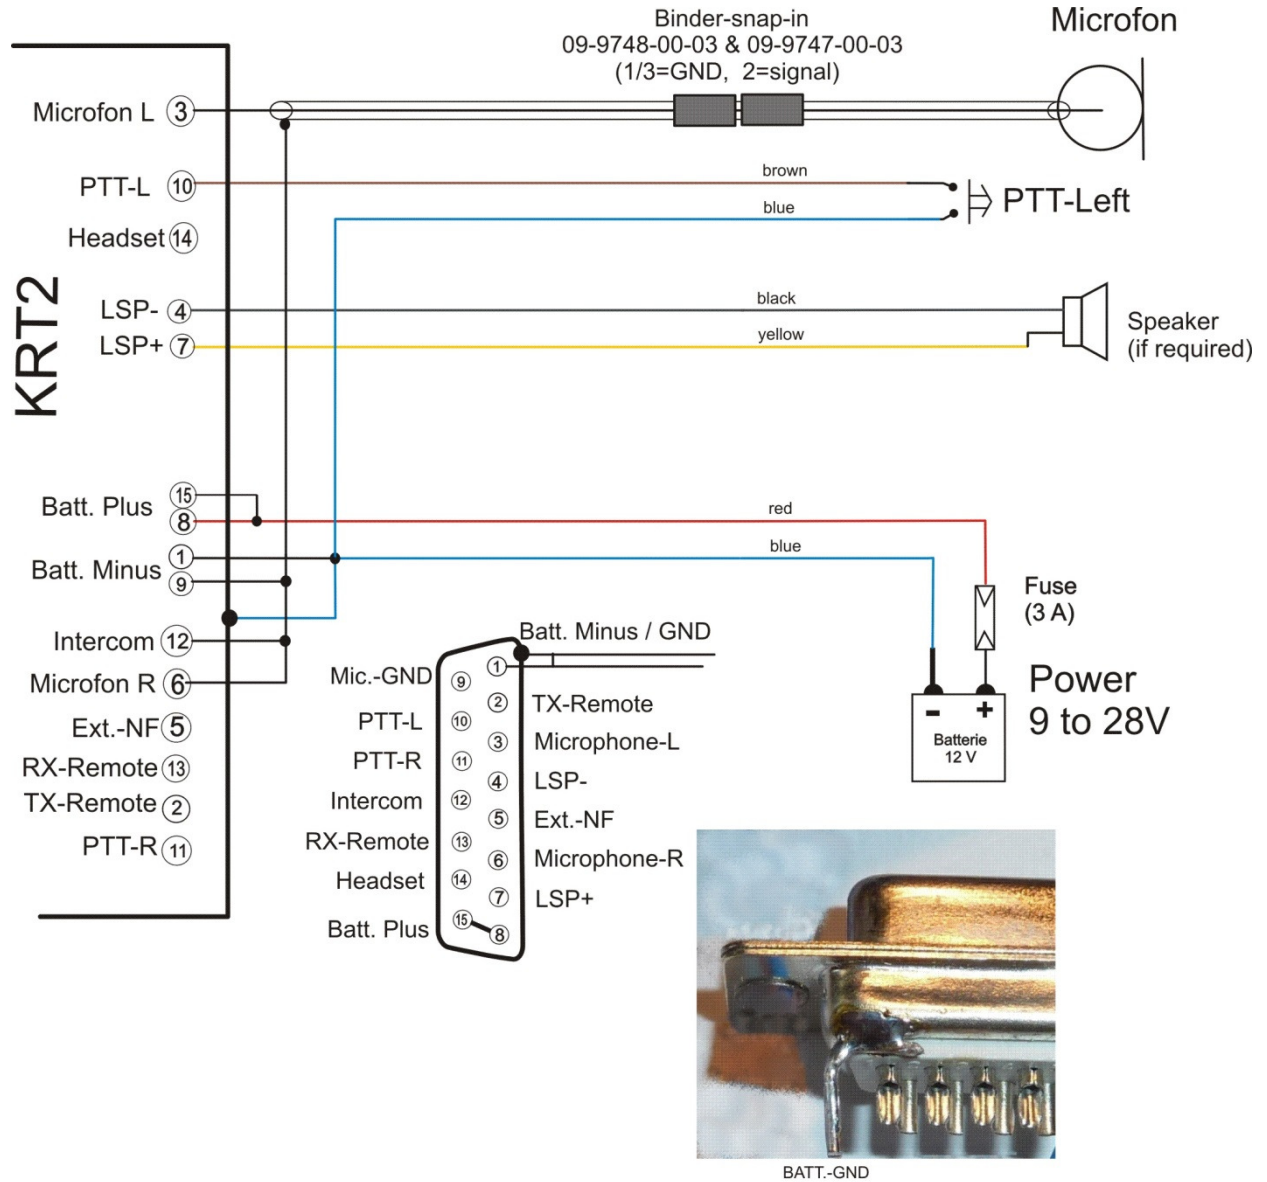 Binder-snap-in
09-9748-00-03 & 09-9747-00-03
(1/3=GND, 2=signal)
Microfon
Microfon L 3
PTT-L 10
brown
blue
PTT-Left
Headset 14
KRT2
LSP- 4
black
LSP+ 7
yellow
Speaker
(if required)
15
Batt. Plus
8
red
1
blue
Batt. Minus
9
Fuse
(3 A)
Intercom 12
Microfon R 6
Ext.-NF 5
RX-Remote 13
TX-Remote 2
PTT-R 11
Power
9 to 28V
- +
Batterie
12 V
Batt. Minus / GND
1
Mic.-GND 9
2 TX-Remote
PTT-L 10
3 Microphone-L
PTT-R 11
4 LSP-
Intercom 12
5 Ext.-NF
RX-Remote 13
6 Microphone-R
Headset 14
7 LSP+
Batt. Plus 15
8
BATT.-GND